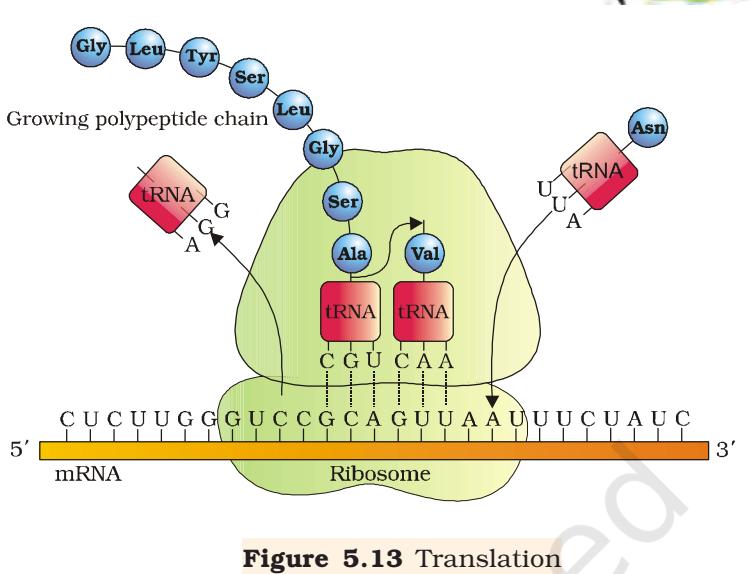 Gly Leu Tyr Ser Leu Gly Ser Ala
Growing polypeptide chain
Val
Asn
tRNA
A G G
tRNA
U U A
tRNA tRNA
C G U C A A
C U C U U G G G U C C G C A G U U A A U U U C U A U C
5′ 3′
mRNA Ribosome
Figure 5.13 Translation
ed